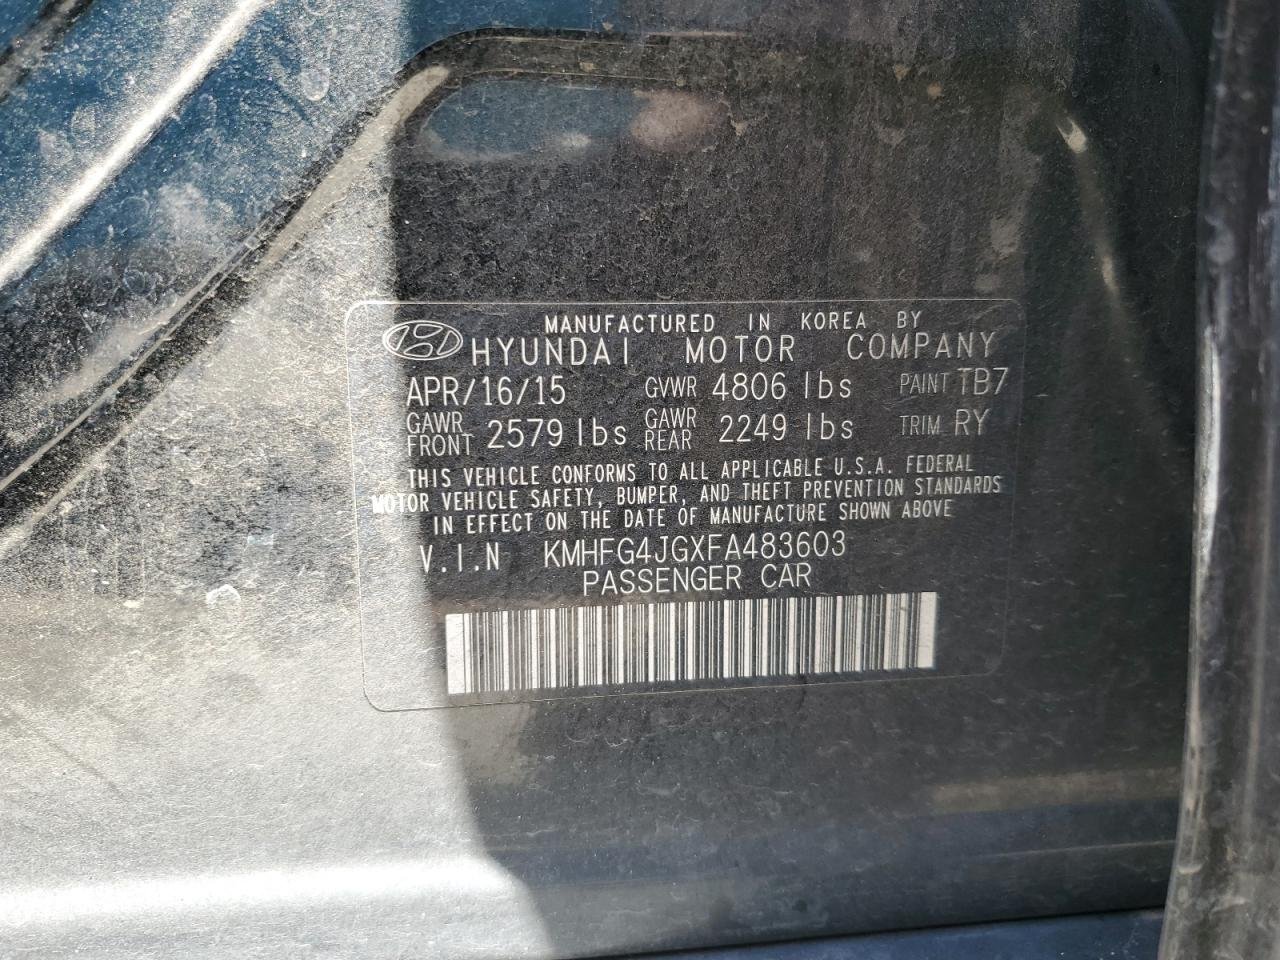 MANUFACTURED IN KOREA BY
HYUNDAI MOTOR COMPANY
APR/16/15 GVWR 4806 lbs PAINT TB7
GAWR FRONT 2579 lbs GAWR REAR 2249 lbs TRIM RY
THIS VEHICLE CONFORMS TO ALL APPLICABLE U.S.A. FEDERAL
MOTOR VEHICLE SAFETY, BUMPER, AND THEFT PREVENTION STANDARDS
IN EFFECT ON THE DATE OF MANUFACTURE SHOWN ABOVE
V.I.N KMHFG4JGXFA483603
PASSENGER CAR